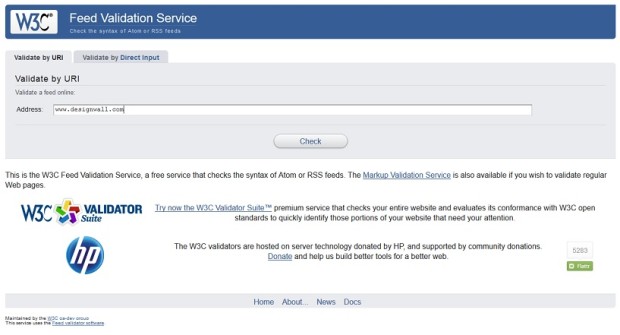 W3C® Feed Validation Service
Check the syntax of Atom or RSS feeds
Validate by URI Validate by Direct Input
Validate by URI
Validate a feed online:
Address: www.designwall.com
Check
This is the W3C Feed Validation Service, a free service that checks the syntax of Atom or RSS feeds. The Markup Validation Service is also available if you wish to validate regular
Web pages.
W3C VALIDATOR Suite
Try now the W3C Validator Suite™ premium service that checks your entire website and evaluates its conformance with W3C open
standards to quickly identify those portions of your website that need your attention.
hp
The W3C validators are hosted on server technology donated by HP, and supported by community donations.
Donate and help us build better tools for a better web.
5283
Flattr
Home About... News Docs
Maintained by the W3C qa-dev group
This service uses the Feed validator software